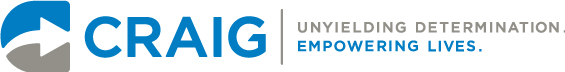 CRAIG
UNYIELDING DETERMINATION.
EMPOWERING LIVES.